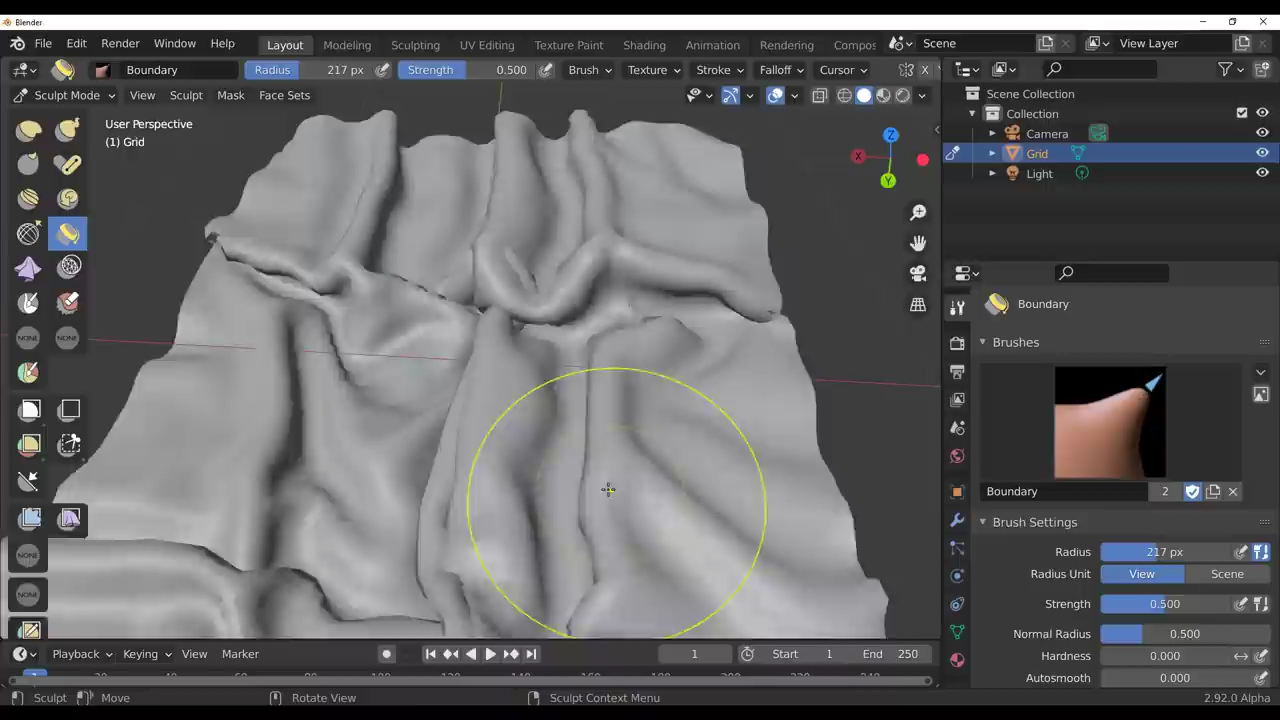 Blender
File Edit Render Window Help Layout Modeling Sculpting UV Editing Texture Paint Shading Animation Rendering Compos Scene View Layer
Boundary Radius 217 px Strength 0.500 Brush Texture Stroke Falloff Cursor X
Sculpt Mode View Sculpt Mask Face Sets
User Perspective
(1) Grid
Z
X
Y
NONE NONE
NONE
NONE
Scene Collection
Collection
Camera
Grid
Light
Boundary
Brushes
Boundary 2
Brush Settings
Radius 217 px
Radius Unit View Scene
Strength 0.500
Normal Radius 0.500
Hardness 0.000
Autosmooth 0.000
Playback Keying View Marker 1 Start 1 End 250
Sculpt Move Rotate View Sculpt Context Menu 2.92.0 Alpha